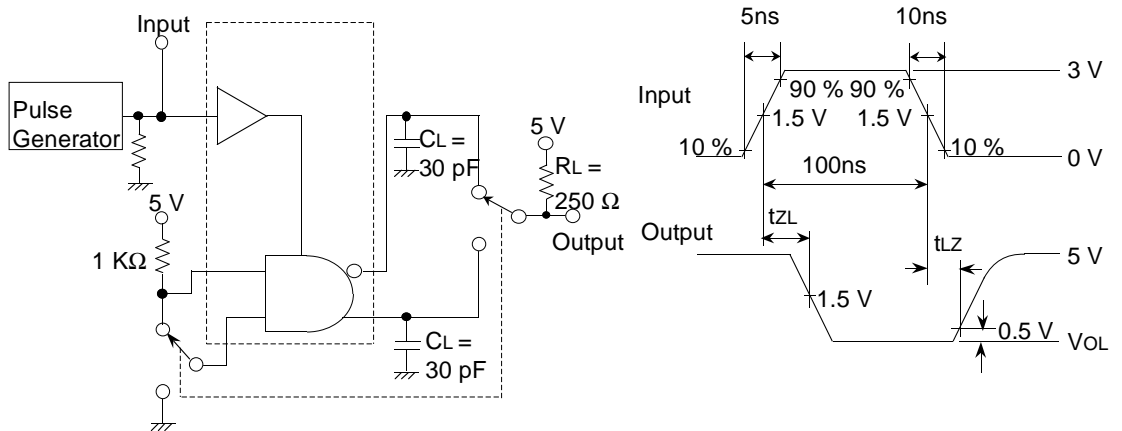 Input
Pulse
Generator
5 V
1 KΩ
CL =
30 pF
CL =
30 pF
5 V
RL =
250 Ω
Output
5ns
10ns
Input
10 %
90 %
90 %
1.5 V
1.5 V
10 %
3 V
0 V
100ns
Output
tZL
tLZ
1.5 V
5 V
0.5 V
VOL